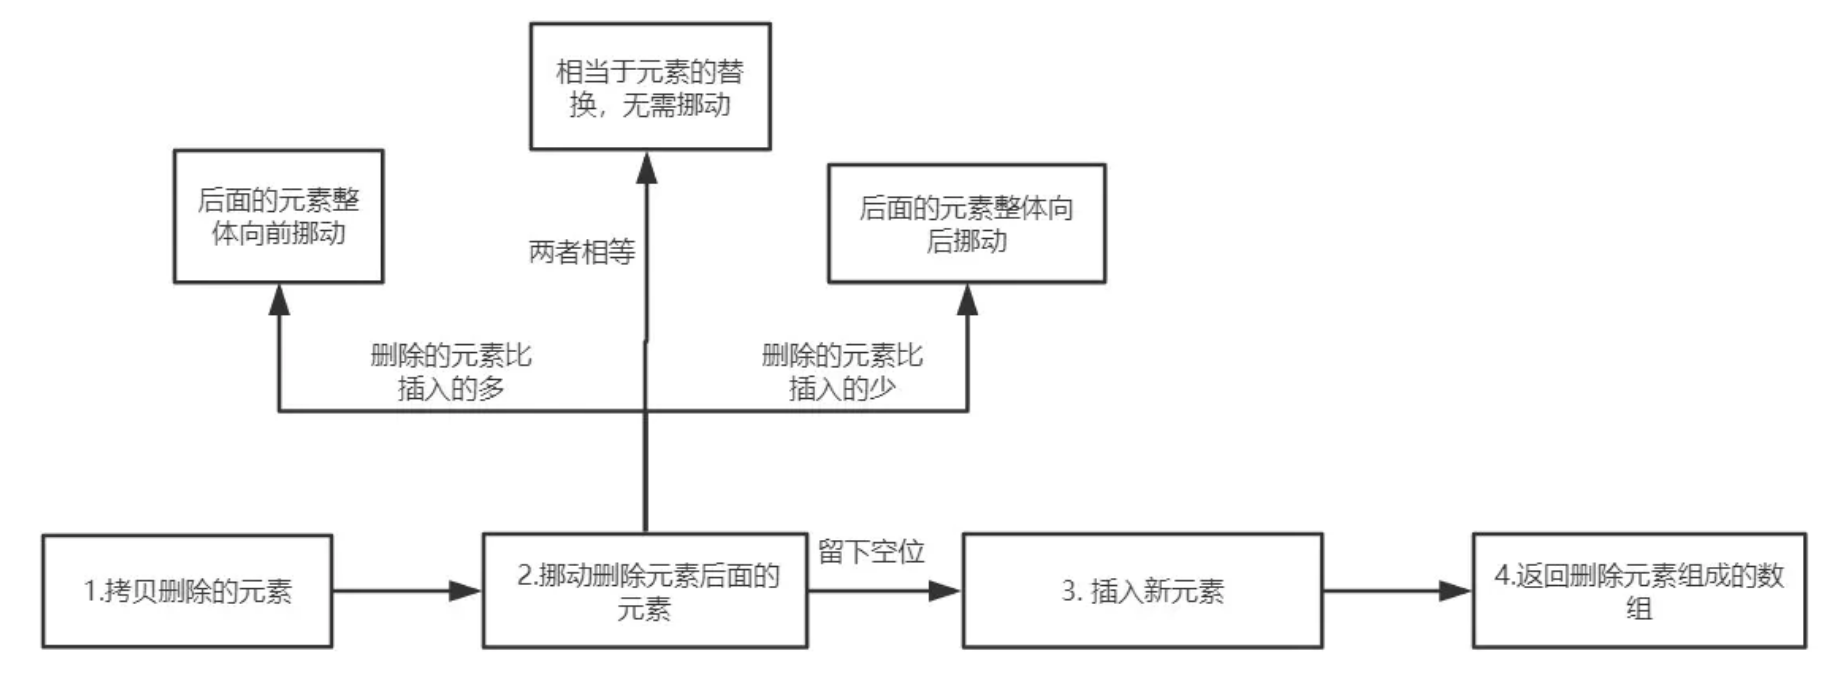 相当于元素的替
换，无需挪动
后面的元素整
体向前挪动
后面的元素整体向
后挪动
两者相等
删除的元素比
插入的多
删除的元素比
插入的少
1.拷贝删除的元素
2.挪动删除元素后面的
元素
留下空位
3. 插入新元素
4.返回删除元素组成的数
组